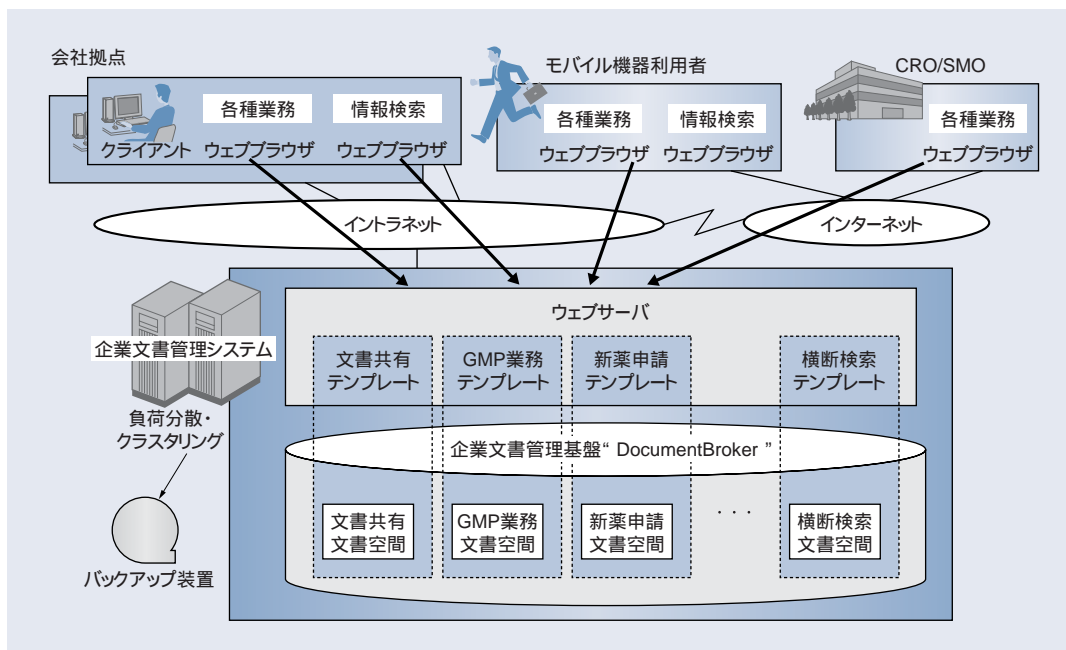 会社拠点
モバイル機器利用者
CRO/SMO
各種業務
情報検索
各種業務
情報検索
各種業務
クライアント
ウェブブラウザ
ウェブブラウザ
ウェブブラウザ
ウェブブラウザ
ウェブブラウザ
イントラネット
インターネット
ウェブサーバ
企業文書管理システム
文書共有
テンプレート
GMP業務
テンプレート
新薬申請
テンプレート
横断検索
テンプレート
負荷分散・
クラスタリング
企業文書管理基盤“ DocumentBroker ”
文書共有
文書空間
GMP業務
文書空間
新薬申請
文書空間
・・・
横断検索
文書空間
バックアップ装置